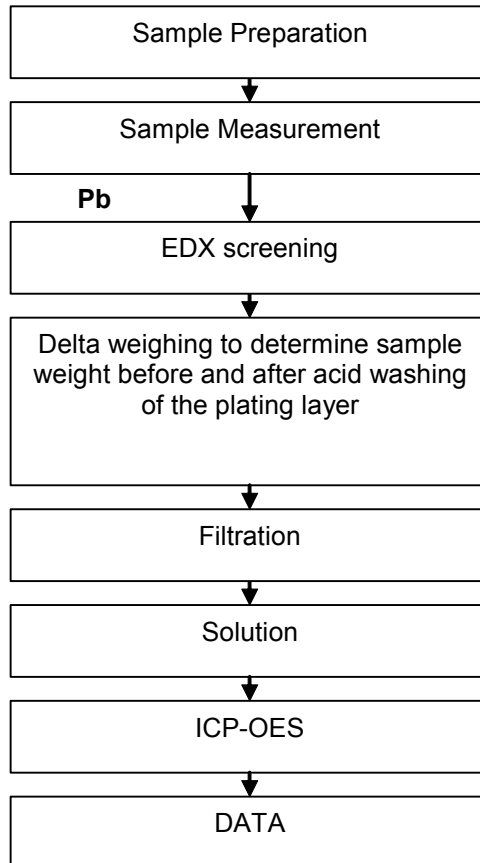 Sample Preparation
Sample Measurement
Pb
EDX screening
Delta weighing to determine sample
weight before and after acid washing
of the plating layer
Filtration
Solution
ICP-OES
DATA